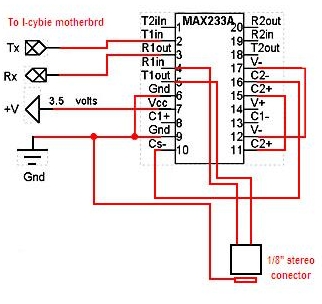 To I-cybie motherbrd
MAX233A
T2iIn 1 20 R2out
Tx T1in 2 19 R2in
R1out 3 18 T2out
Rx R1in 4 17 V-
T1out 5 16 C2-
Gnd 6 15 C2+
+V 3.5 volts Vcc 7 14 V+
C1+ 8 13 C1-
Gnd 9 12 V-
Cs- 10 11 C2+
Gnd
1/8" stereo
conector